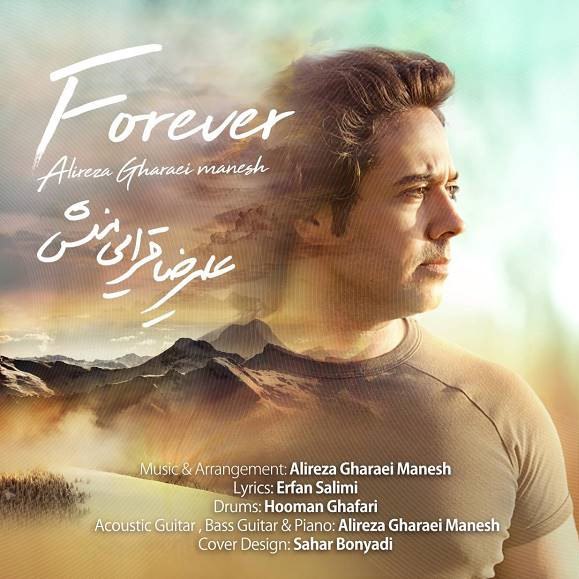 Forever
Alireza Gharaei manesh
علیرضا قرایی منش
Music & Arrangement: Alireza Gharaei Manesh
Lyrics: Erfan Salimi
Drums: Hooman Ghafari
Acoustic Guitar , Bass Guitar & Piano: Alireza Gharaei Manesh
Cover Design: Sahar Bonyadi